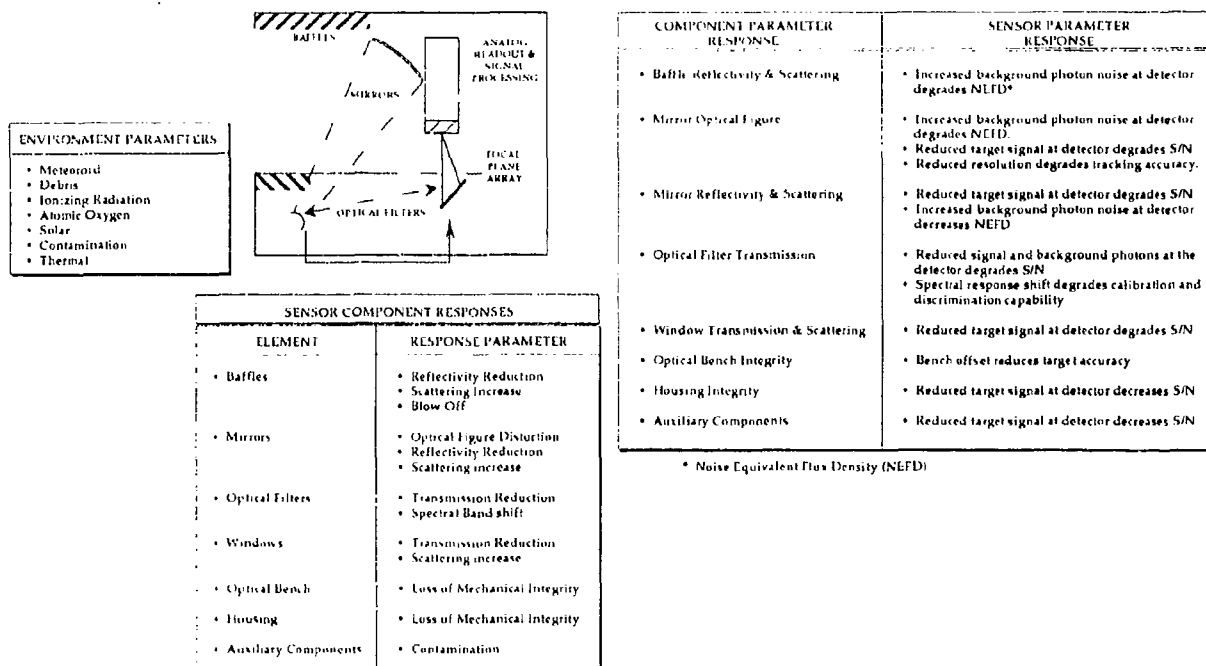 BAFFLES
ANALOG
READOUT &
SIGNAL
PROCESSING
MIRRORS
FOCAL
PLANE
ARRAY
OPTICAL FILTERS
ENVIRONMENT PARAMETERS
• Meteoroid
• Debris
• Ionizing Radiation
• Atomic Oxygen
• Solar
• Contamination
• Thermal
SENSOR COMPONENT RESPONSES
ELEMENT RESPONSE PARAMETER
• Baffles • Reflectivity Reduction
• Scattering Increase
• Blow Off
• Mirrors • Optical Figure Distortion
• Reflectivity Reduction
• Scattering increase
• Optical Filters • Transmission Reduction
• Spectral Band shift
• Windows • Transmission Reduction
• Scattering increase
• Optical Bench • Loss of Mechanical Integrity
• Housing • Loss of Mechanical Integrity
• Auxiliary Components • Contamination
COMPONENT PARAMETER SENSOR PARAMETER
RESPONSE RESPONSE
• Baffle Reflectivity & Scattering • Increased background photon noise at detector
degrades NEFD*
• Mirror Optical Figure • Increased background photon noise at detector
degrades NEFD.
• Reduced target signal at detector degrades S/N
• Reduced resolution degrades tracking accuracy.
• Mirror Reflectivity & Scattering • Reduced target signal at detector degrades S/N
• Increased background photon noise at detector
decreases NEFD
• Optical Filter Transmission • Reduced signal and background photons at the
detector degrades S/N
• Spectral response shift degrades calibration and
discrimination capability
• Window Transmission & Scattering • Reduced target signal at detector degrades S/N
• Optical Bench Integrity • Bench offset reduces target accuracy
• Housing Integrity • Reduced target signal at detector decreases S/N
• Auxiliary Components • Reduced target signal at detector decreases S/N
* Noise Equivalent Flux Density (NEFD)